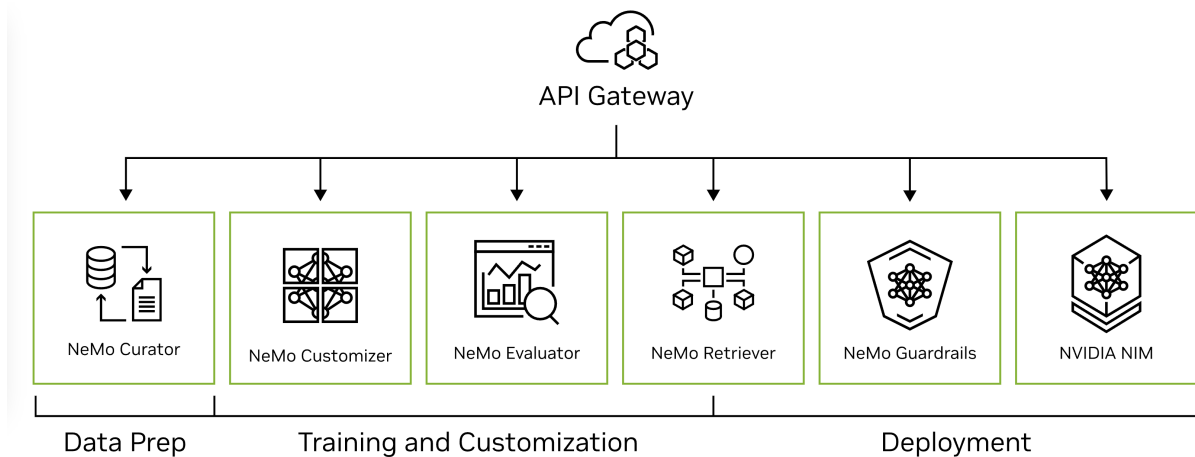 API Gateway
NeMo Curator
NeMo Customizer
NeMo Evaluator
NeMo Retriever
NeMo Guardrails
NVIDIA NIM
Data Prep
Training and Customization
Deployment